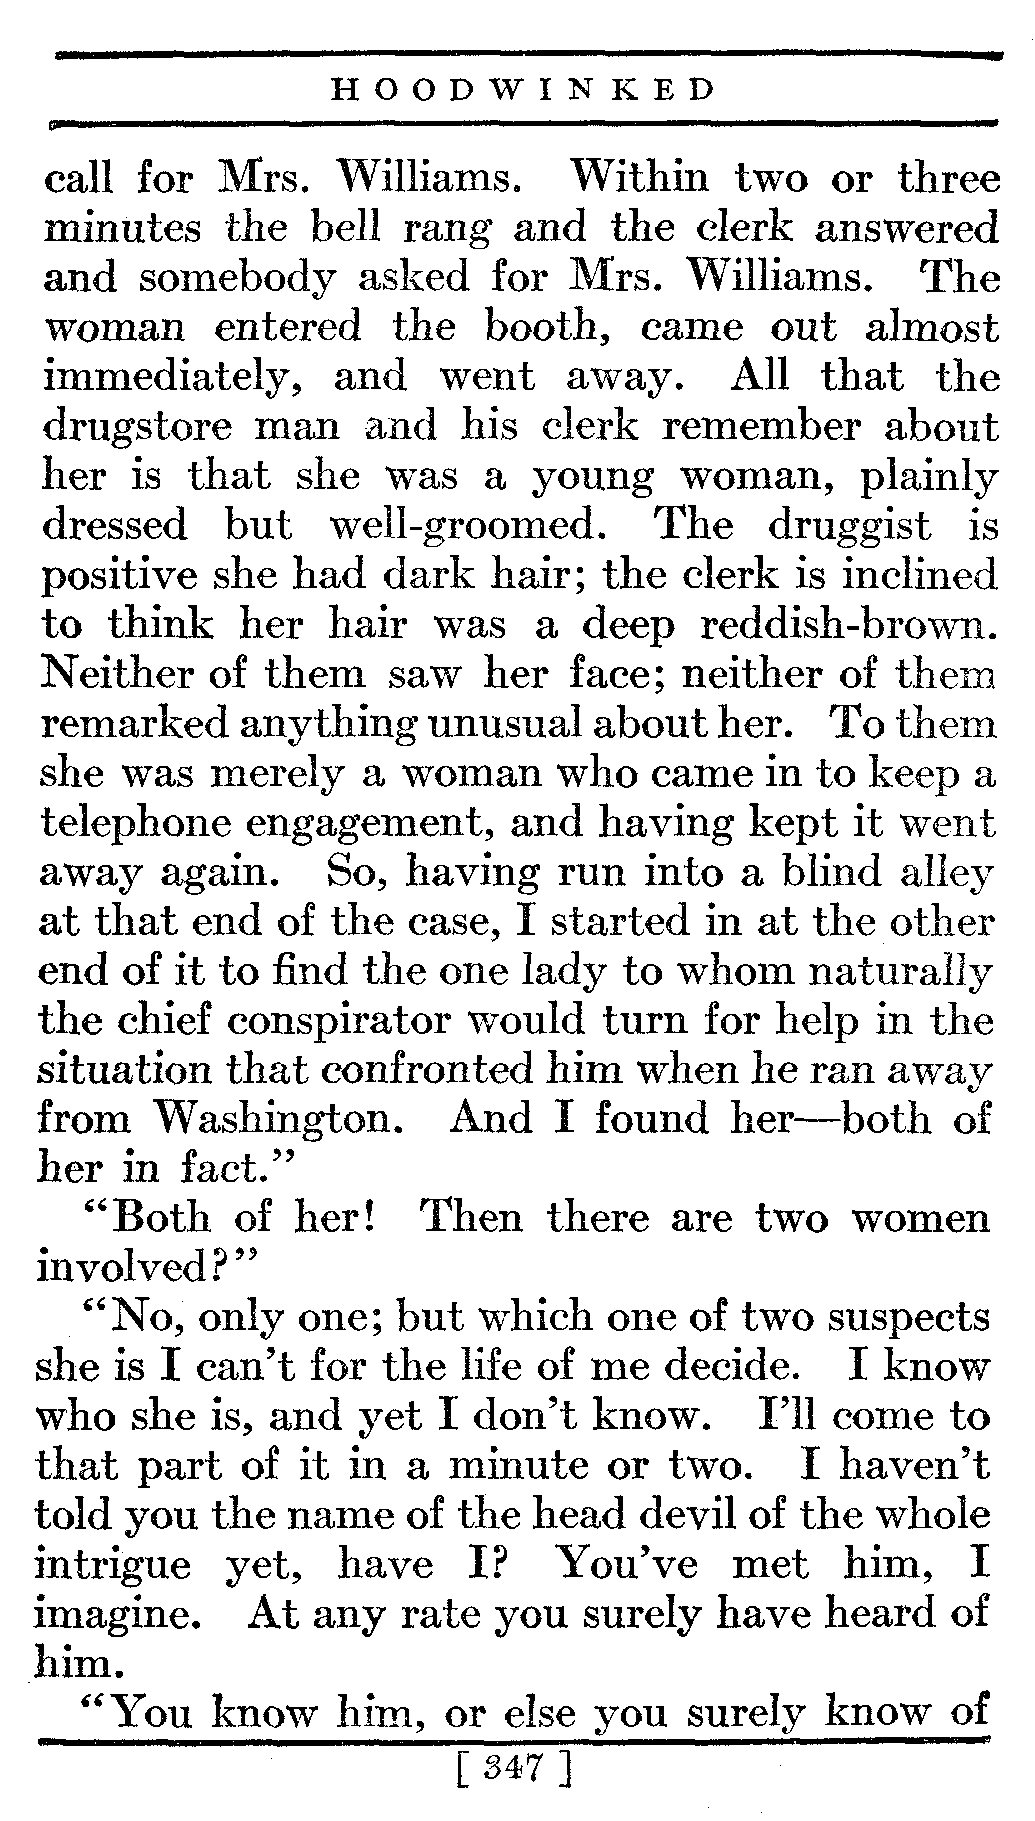 HOODWINKED
call for Mrs. Williams. Within two or three
minutes the bell rang and the clerk answered
and somebody asked for Mrs. Williams. The
woman entered the booth, came out almost
immediately, and went away. All that the
drugstore man and his clerk remember about
her is that she was a young woman, plainly
dressed but well-groomed. The druggist is
positive she had dark hair; the clerk is inclined
to think her hair was a deep reddish-brown.
Neither of them saw her face; neither of them
remarked anything unusual about her. To them
she was merely a woman who came in to keep a
telephone engagement, and having kept it went
away again. So, having run into a blind alley
at that end of the case, I started in at the other
end of it to find the one lady to whom naturally
the chief conspirator would turn for help in the
situation that confronted him when he ran away
from Washington. And I found her—both of
her in fact.”
“Both of her! Then there are two women
involved?”
“No, only one; but which one of two suspects
she is I can’t for the life of me decide. I know
who she is, and yet I don’t know. I’ll come to
that part of it in a minute or two. I haven’t
told you the name of the head devil of the whole
intrigue yet, have I? You’ve met him, I
imagine. At any rate you surely have heard of
him.
“You know him, or else you surely know of
[ 347 ]